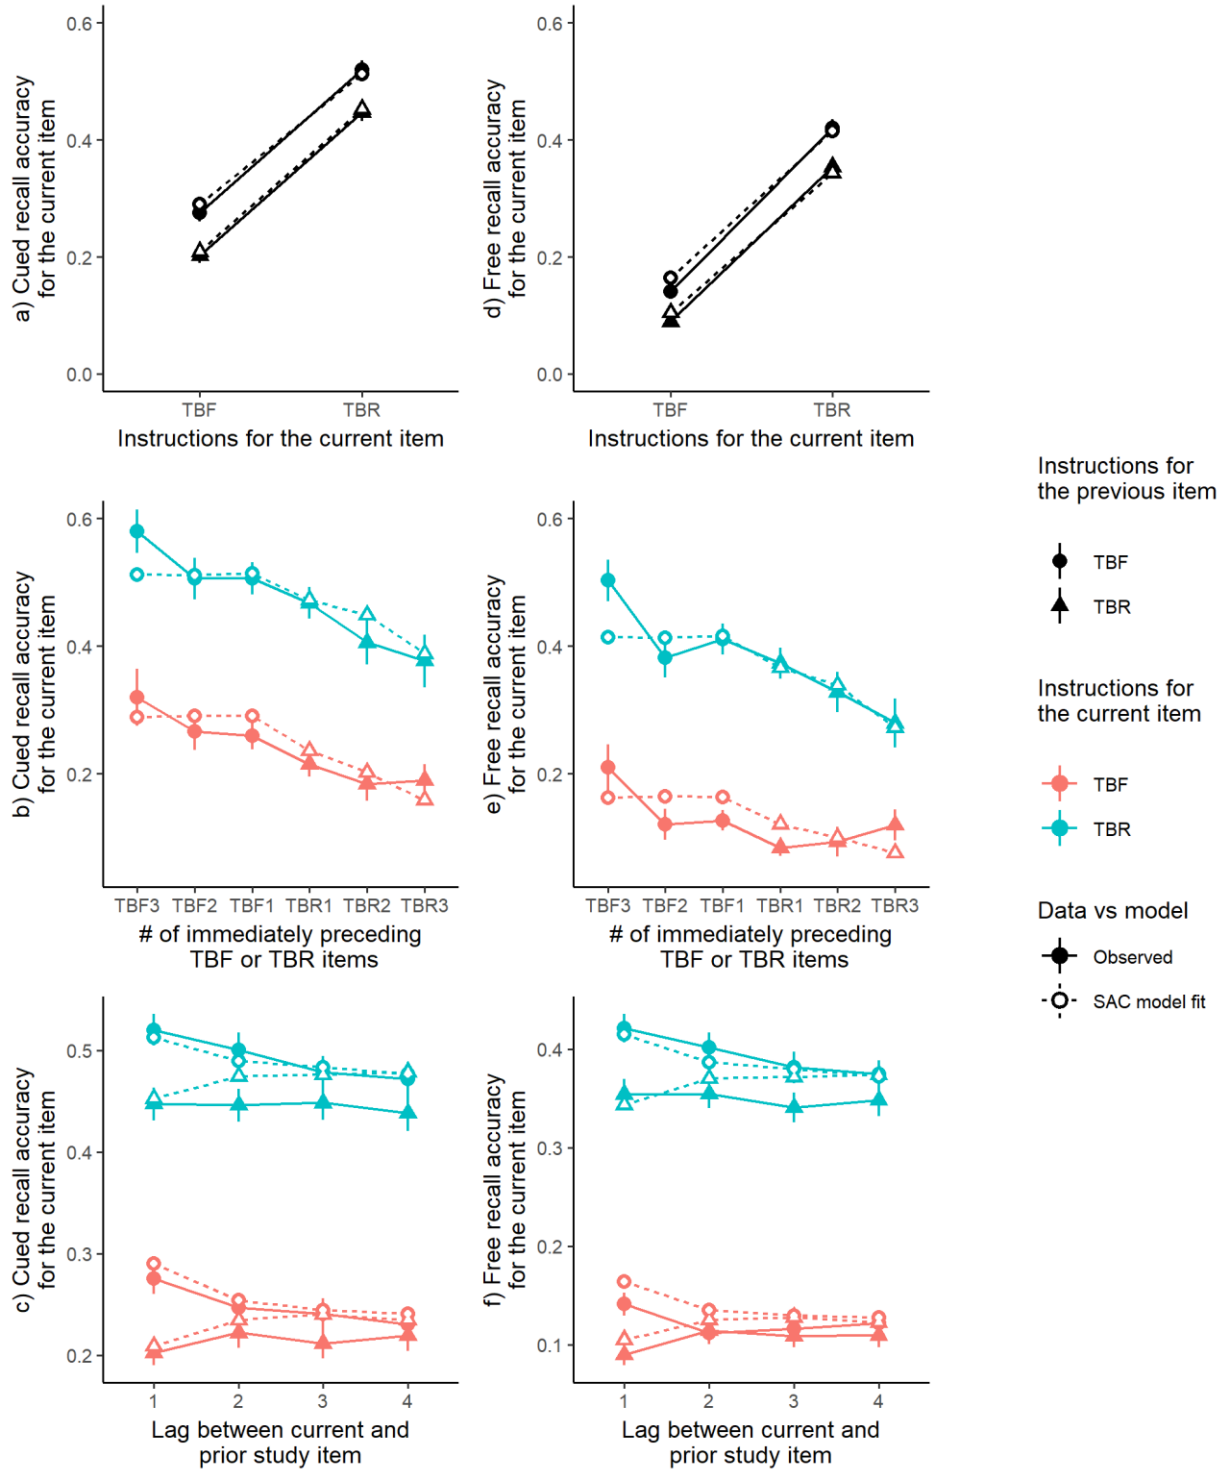 a) Cued recall accuracy
for the current item
0.6
0.4
0.2
0.0
TBF
TBR
Instructions for the current item
d) Free recall accuracy
for the current item
0.6
0.4
0.2
0.0
TBF
TBR
Instructions for the current item
b) Cued recall accuracy
for the current item
0.6
0.4
0.2
TBF3 TBF2 TBF1 TBR1 TBR2 TBR3
# of immediately preceding
TBF or TBR items
e) Free recall accuracy
for the current item
0.6
0.4
0.2
TBF3 TBF2 TBF1 TBR1 TBR2 TBR3
# of immediately preceding
TBF or TBR items
c) Cued recall accuracy
for the current item
0.5
0.4
0.3
0.2
1 2 3 4
Lag between current and
prior study item
f) Free recall accuracy
for the current item
0.4
0.3
0.2
0.1
1 2 3 4
Lag between current and
prior study item
Instructions for
the previous item
TBF
TBR
Instructions for
the current item
TBF
TBR
Data vs model
Observed
SAC model fit